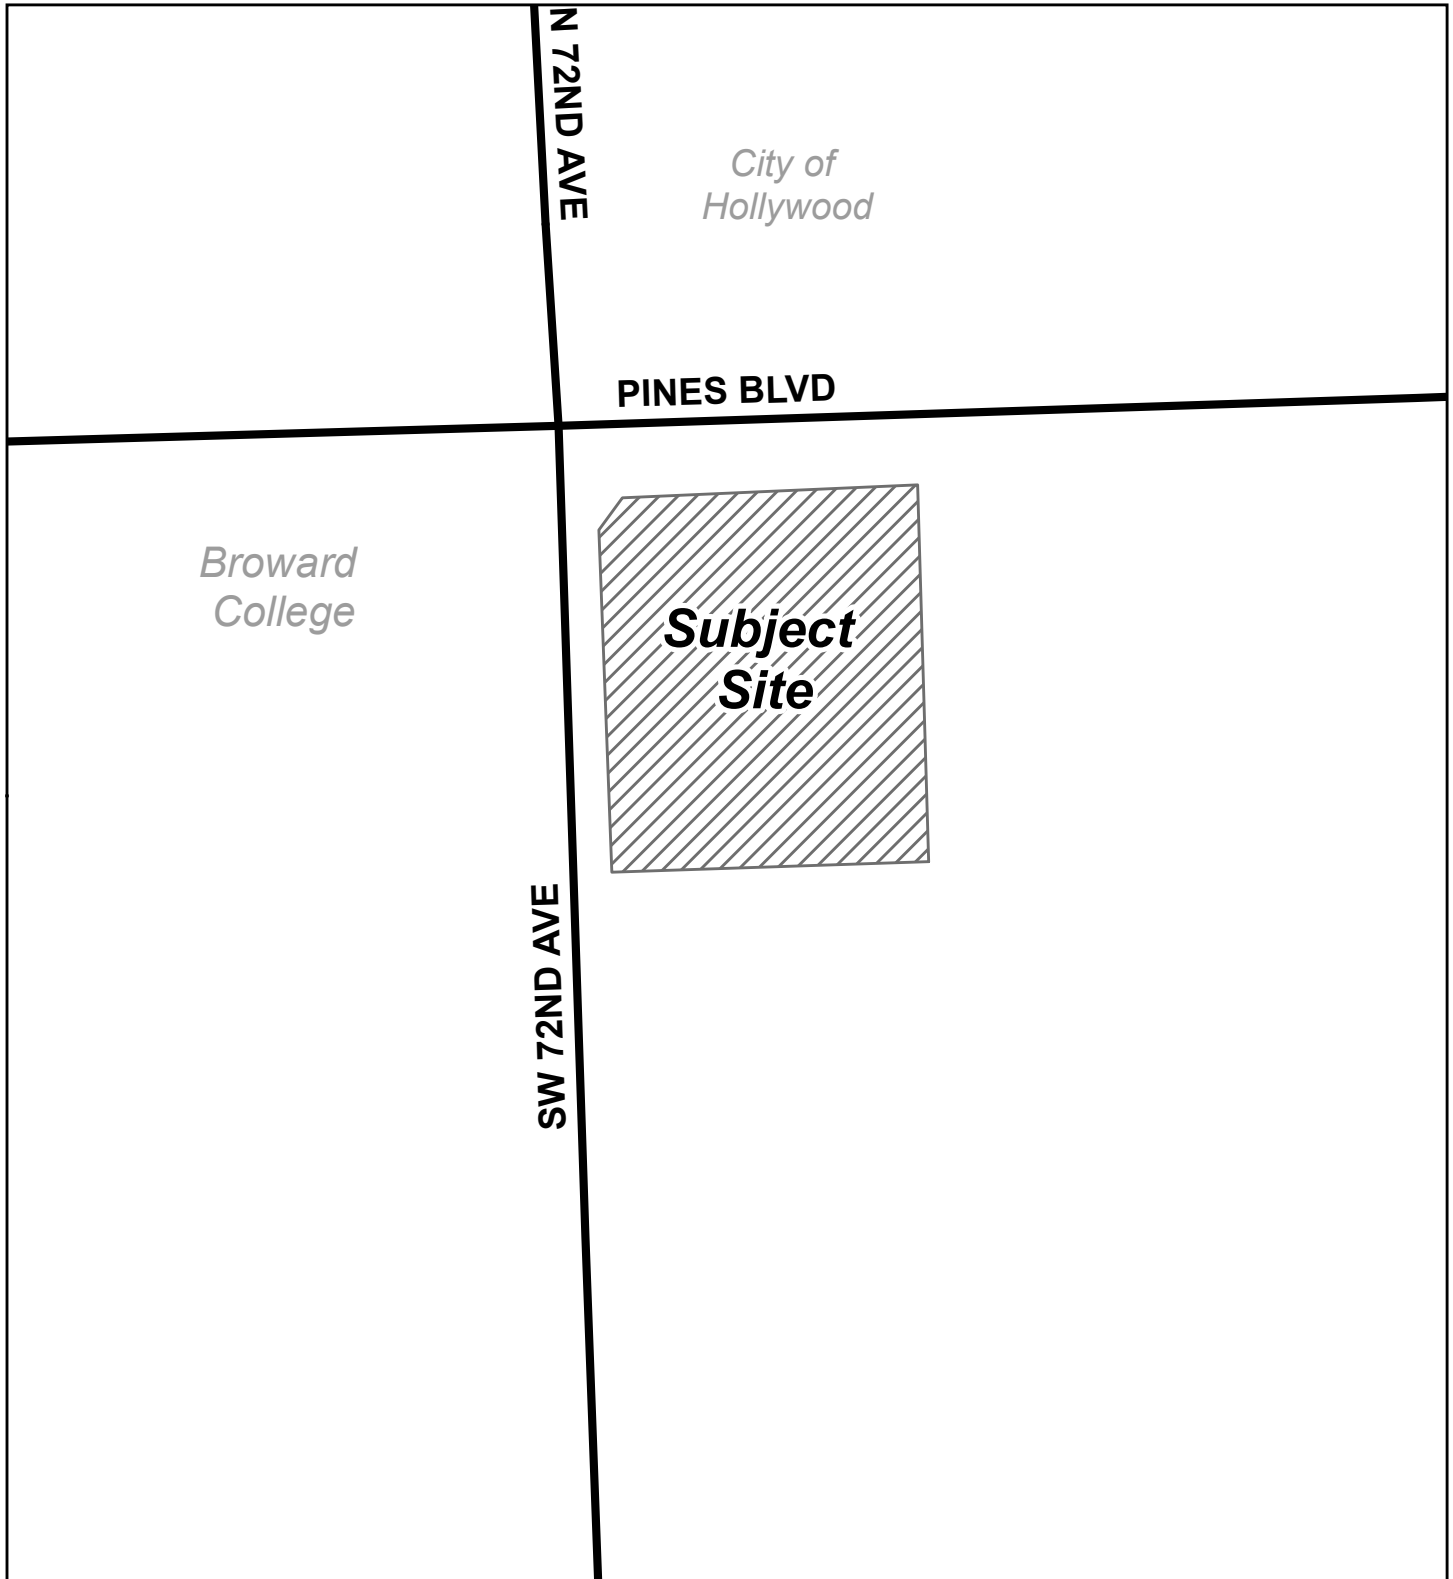 N 72ND AVE
City of
Hollywood
PINES BLVD
Broward
College
Subject
Site
SW 72ND AVE